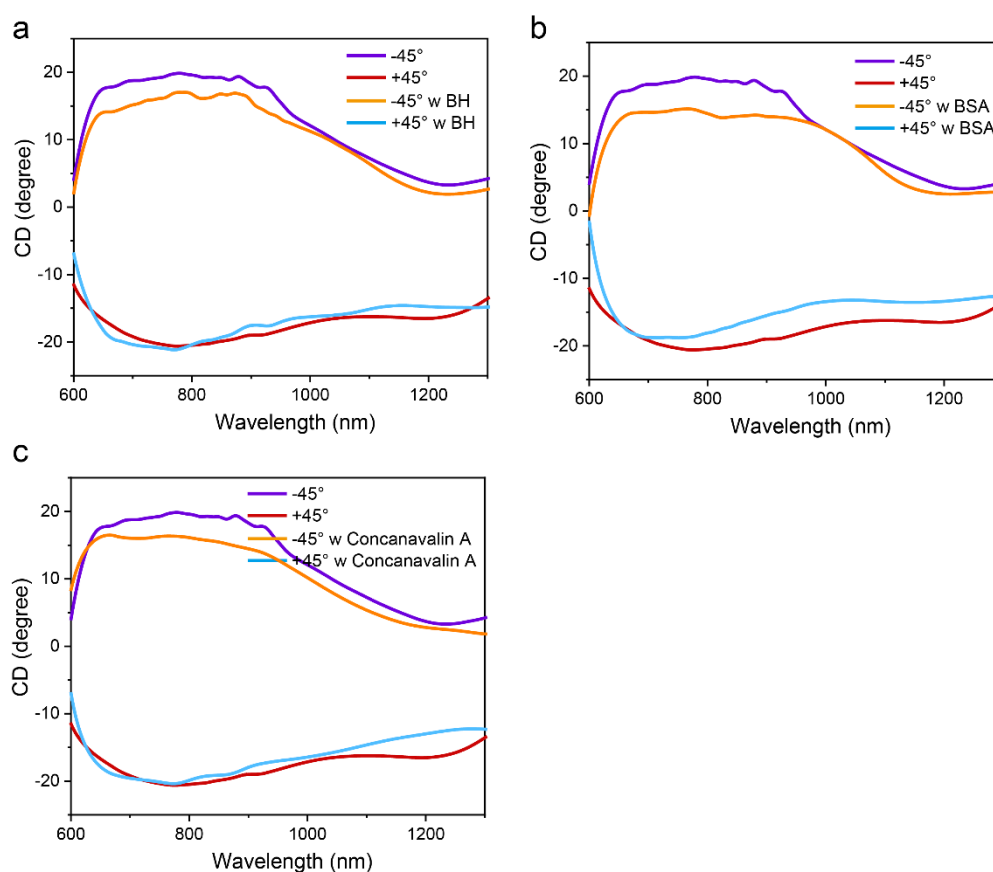 a
-45°
+45°
-45° w BH
+45° w BH
20
10
0
-10
-20
CD (degree)
600
800
1000
1200
Wavelength (nm)
b
-45°
+45°
-45° w BSA
+45° w BSA
20
10
0
-10
-20
CD (degree)
600
800
1000
1200
Wavelength (nm)
c
-45°
+45°
-45° w Concanavalin A
+45° w Concanavalin A
20
10
0
-10
-20
CD (degree)
600
800
1000
1200
Wavelength (nm)